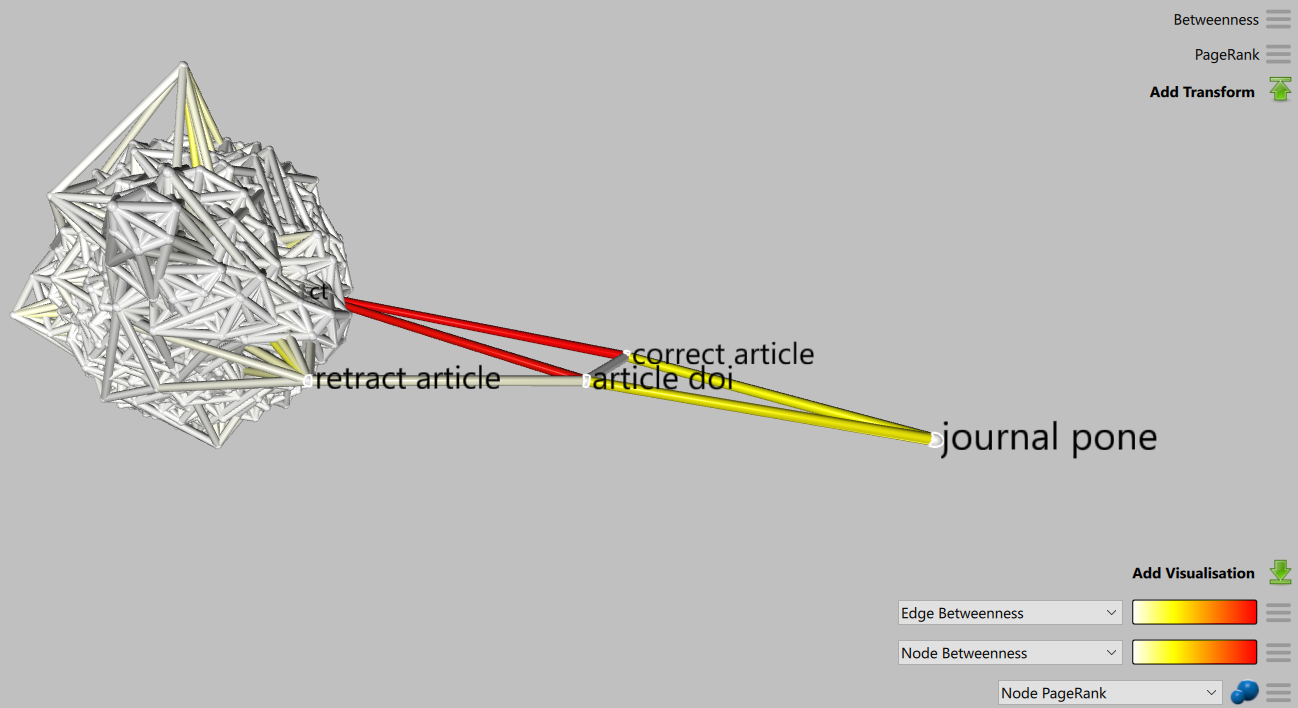 Betweenness
PageRank
Add Transform
ct
correct article
retract article
article doi
journal pone
Add Visualisation
Edge Betweenness
Node Betweenness
Node PageRank